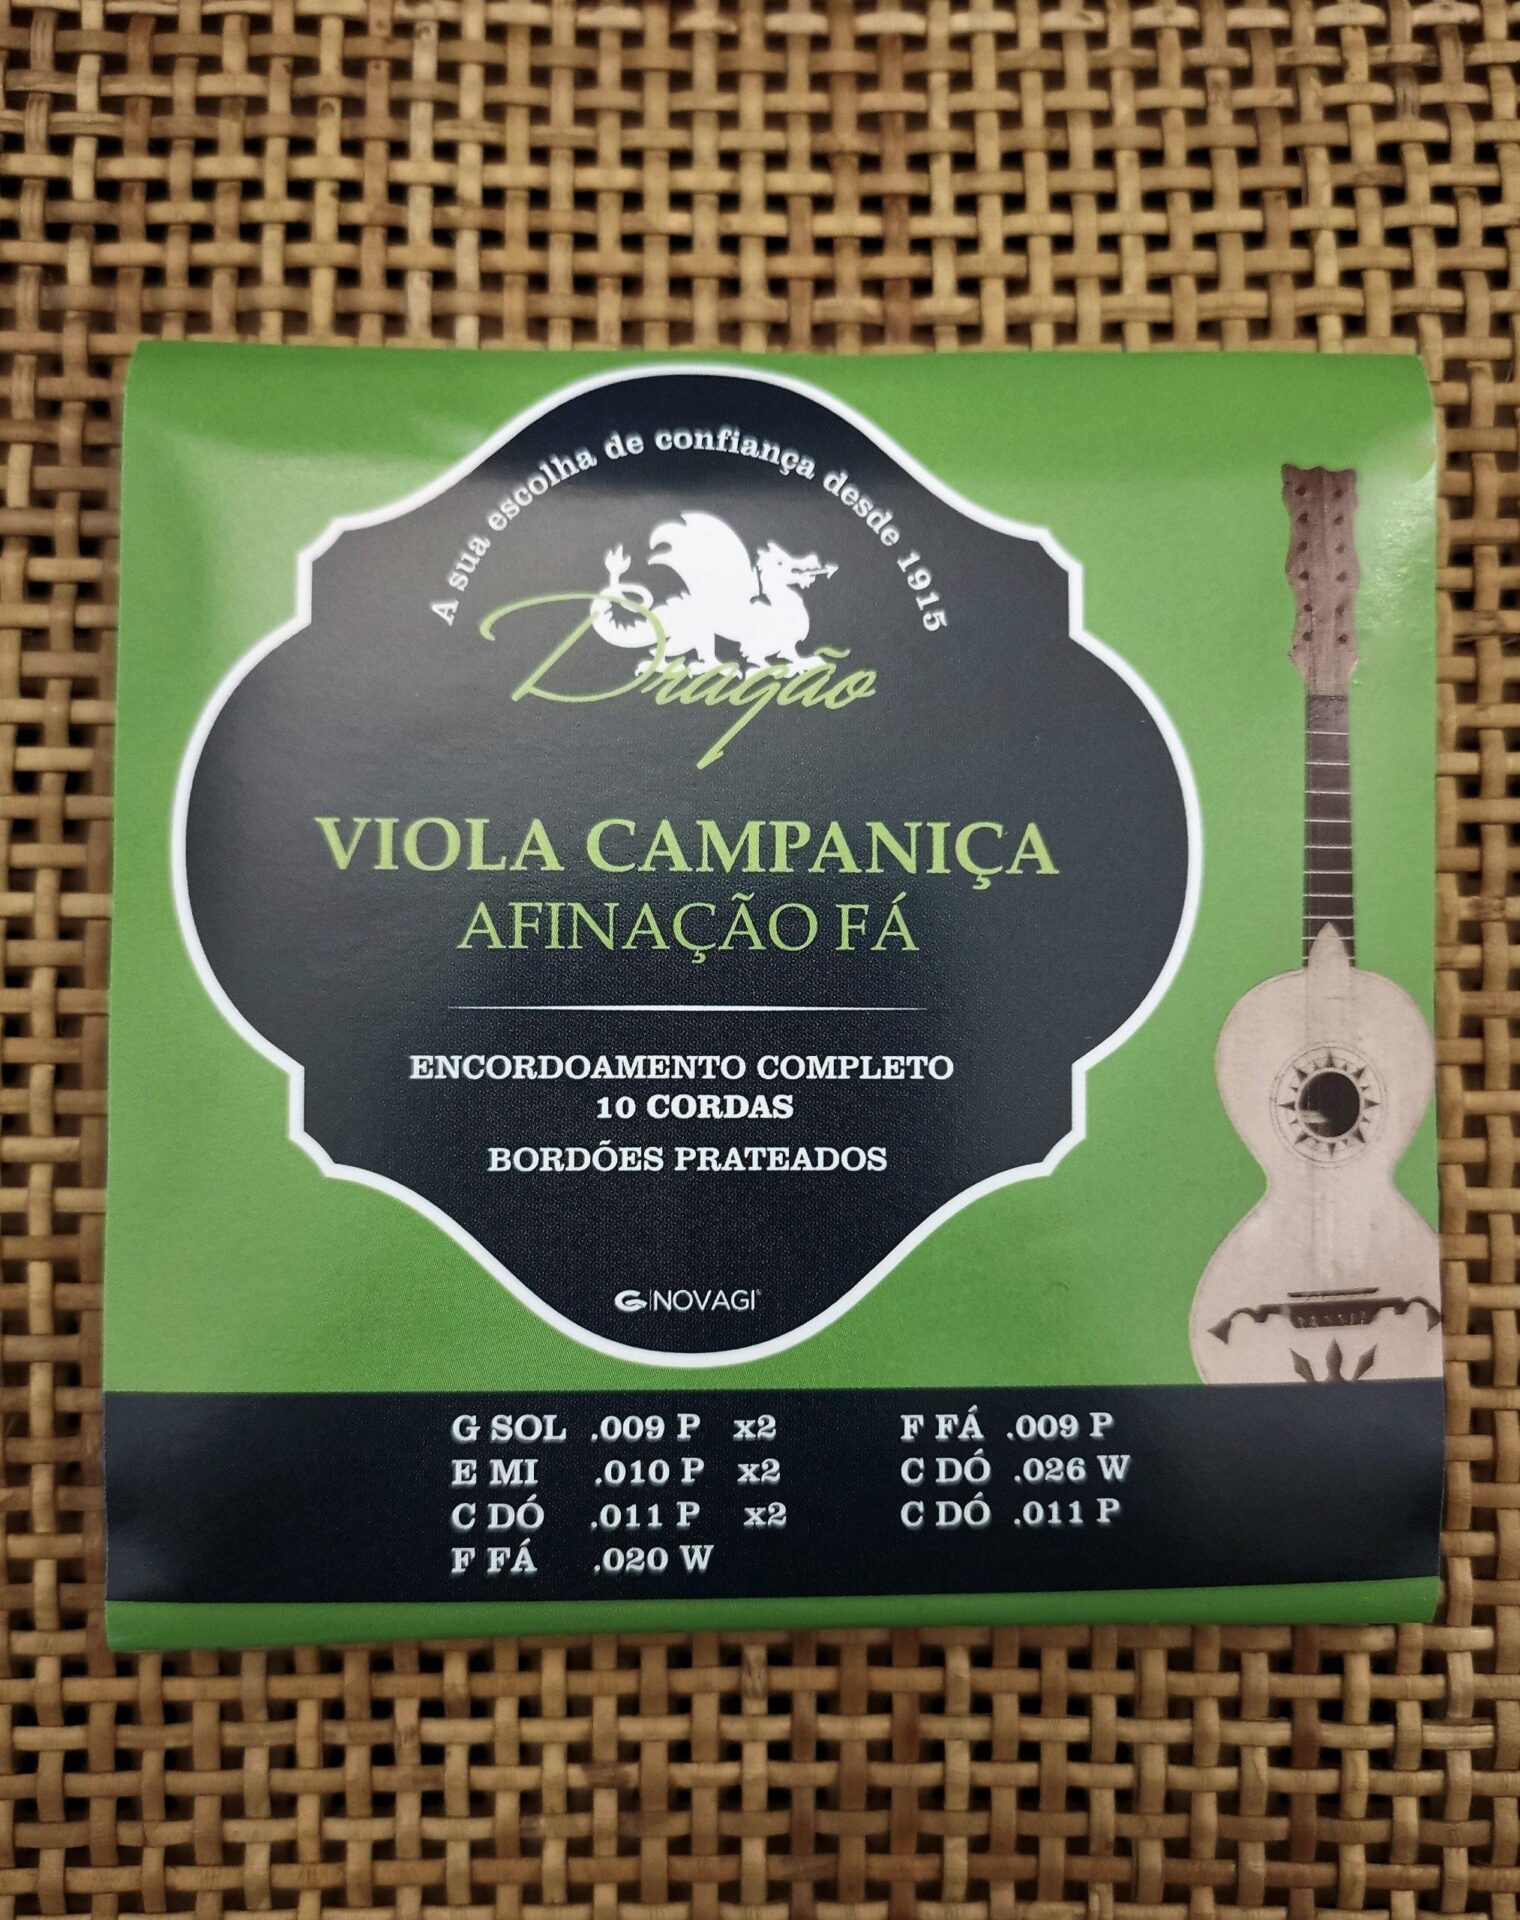 A sua escolha de confiança desde 1915
Dragão
VIOLA CAMPANIÇA
AFINAÇÃO FÁ
ENCORDOAMENTO COMPLETO
10 CORDAS
BORDÕES PRATEADOS
NOVAGI®
G SOL .009 P x2
E MI .010 P x2
C DÓ .011 P x2
F FÁ .020 W
F FÁ .009 P
C DÓ .026 W
C DÓ .011 P